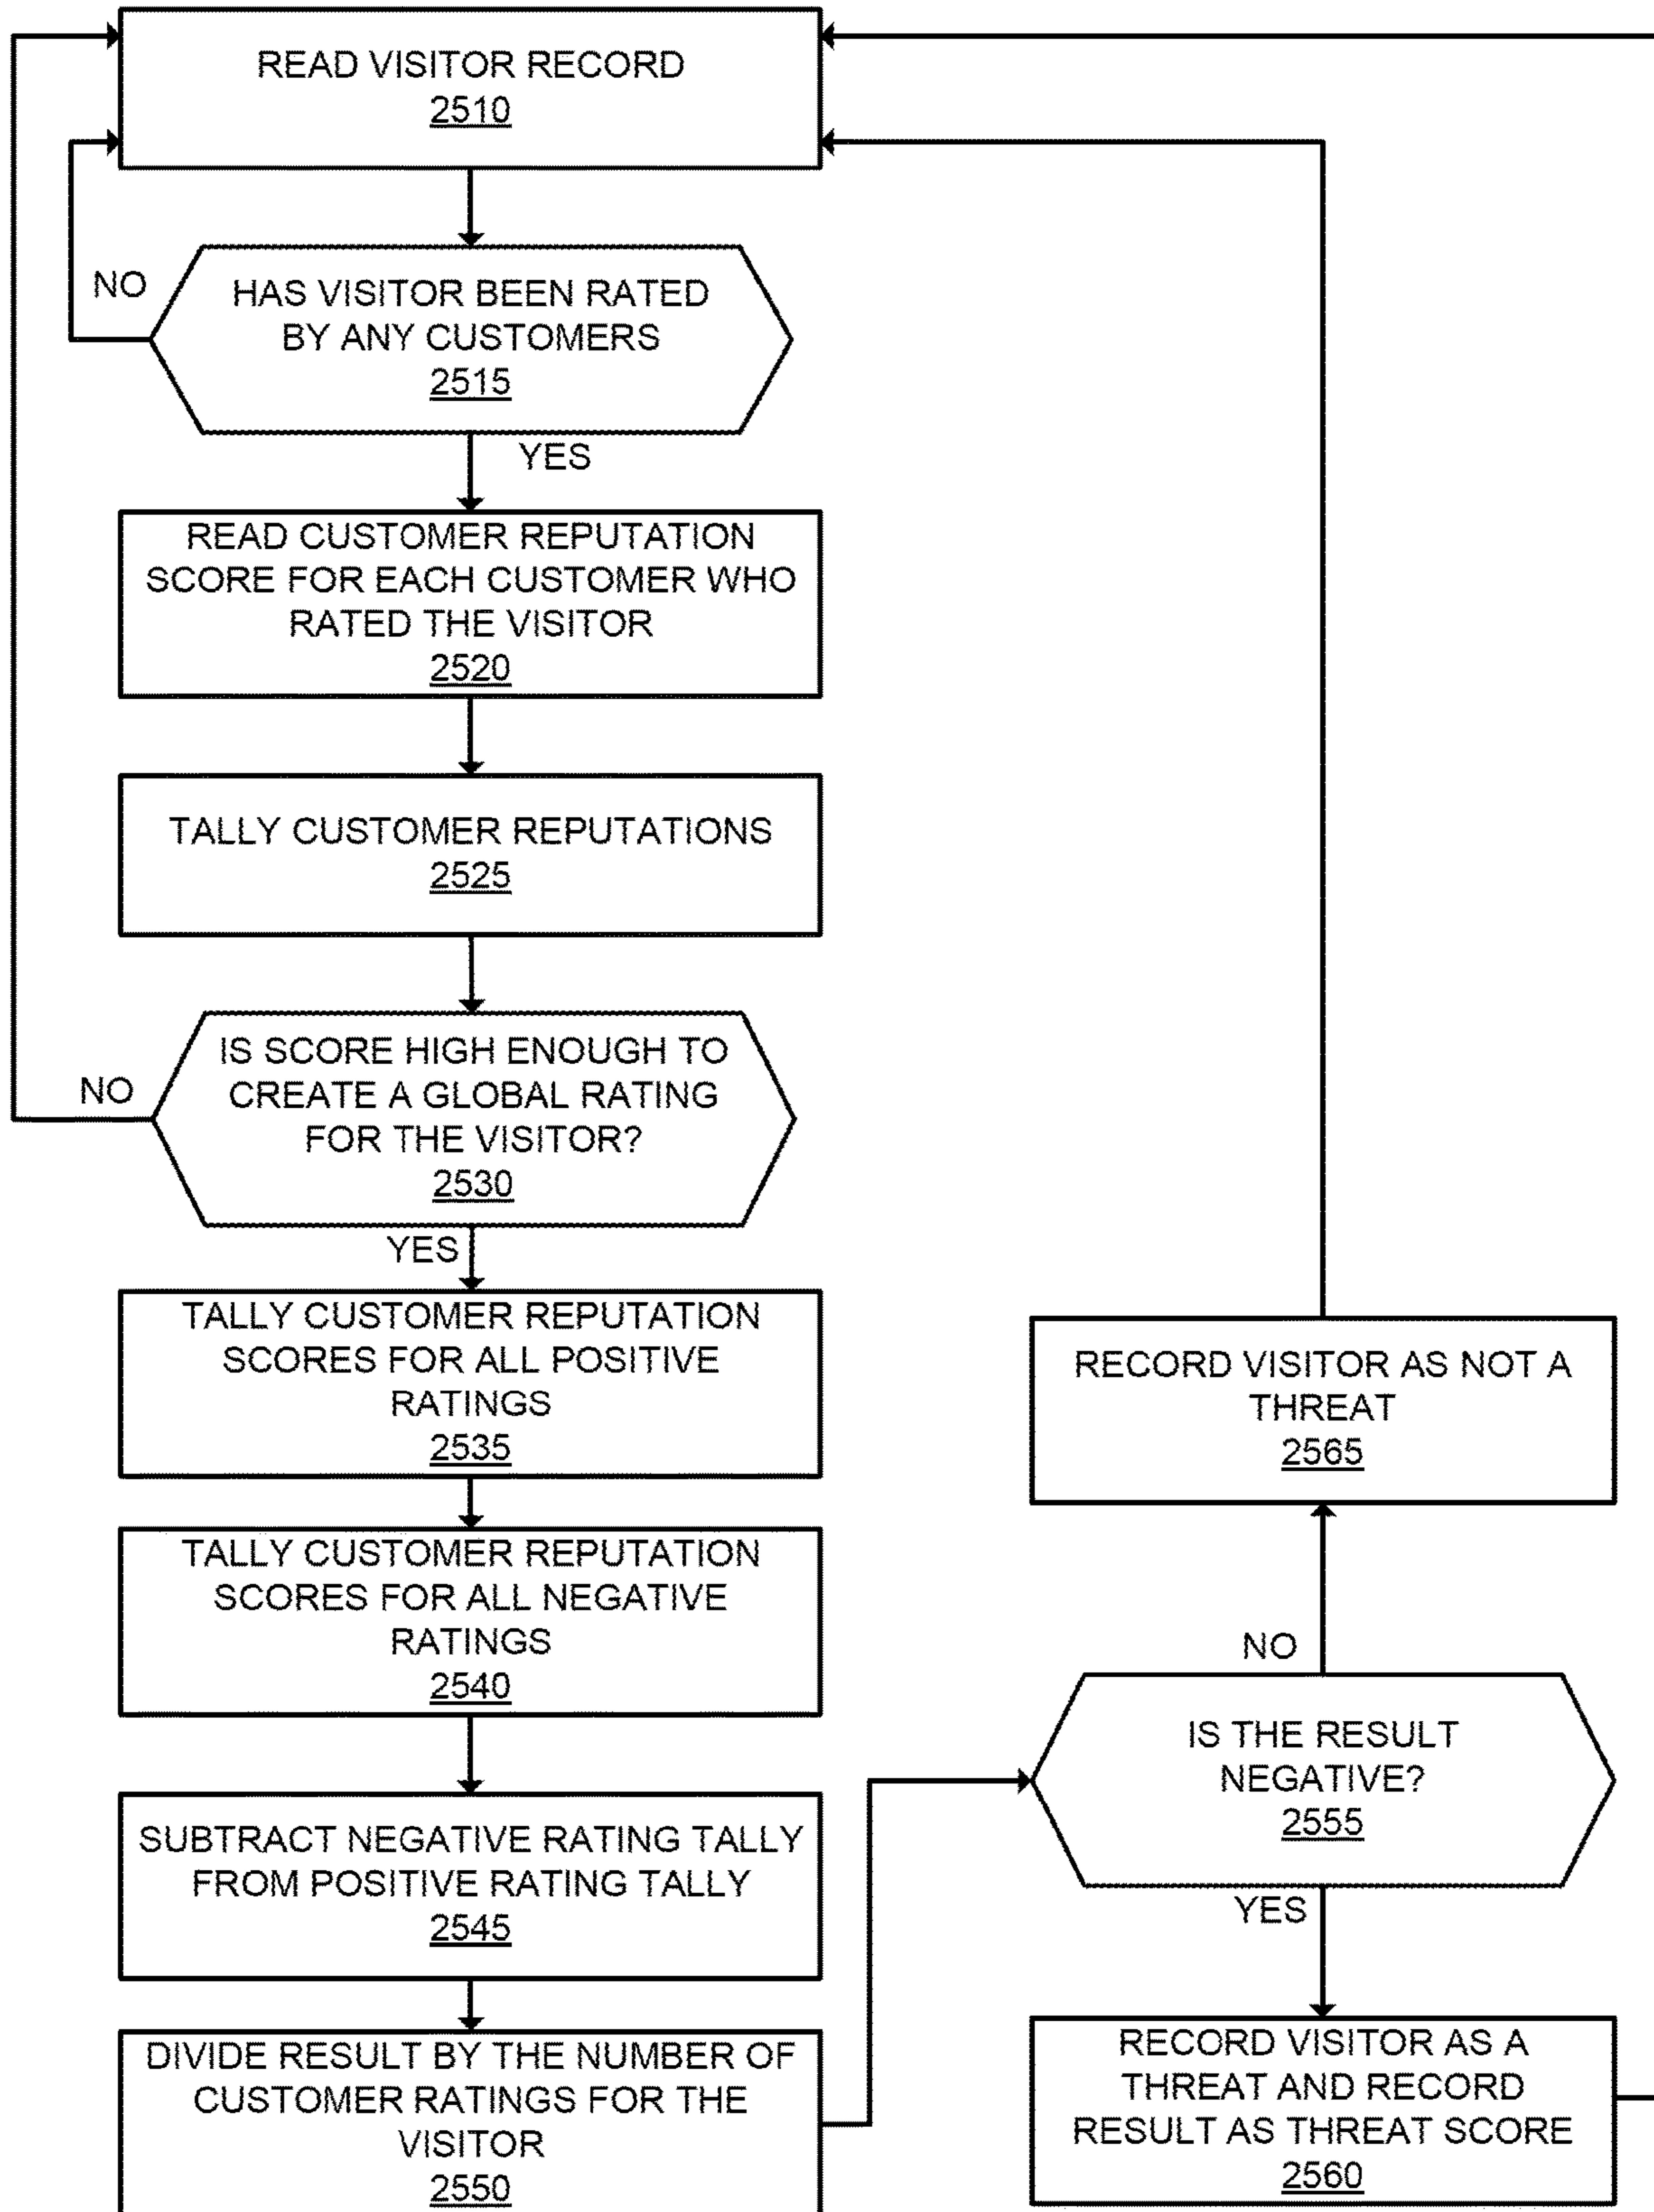 READ VISITOR RECORD
2510
NO
HAS VISITOR BEEN RATED
BY ANY CUSTOMERS
2515
YES
READ CUSTOMER REPUTATION
SCORE FOR EACH CUSTOMER WHO
RATED THE VISITOR
2520
TALLY CUSTOMER REPUTATIONS
2525
IS SCORE HIGH ENOUGH TO
CREATE A GLOBAL RATING
FOR THE VISITOR?
2530
NO
YES
TALLY CUSTOMER REPUTATION
SCORES FOR ALL POSITIVE
RATINGS
2535
TALLY CUSTOMER REPUTATION
SCORES FOR ALL NEGATIVE
RATINGS
2540
SUBTRACT NEGATIVE RATING TALLY
FROM POSITIVE RATING TALLY
2545
DIVIDE RESULT BY THE NUMBER OF
CUSTOMER RATINGS FOR THE
VISITOR
2550
IS THE RESULT
NEGATIVE?
2555
NO
RECORD VISITOR AS NOT A
THREAT
2565
YES
RECORD VISITOR AS A
THREAT AND RECORD
RESULT AS THREAT SCORE
2560